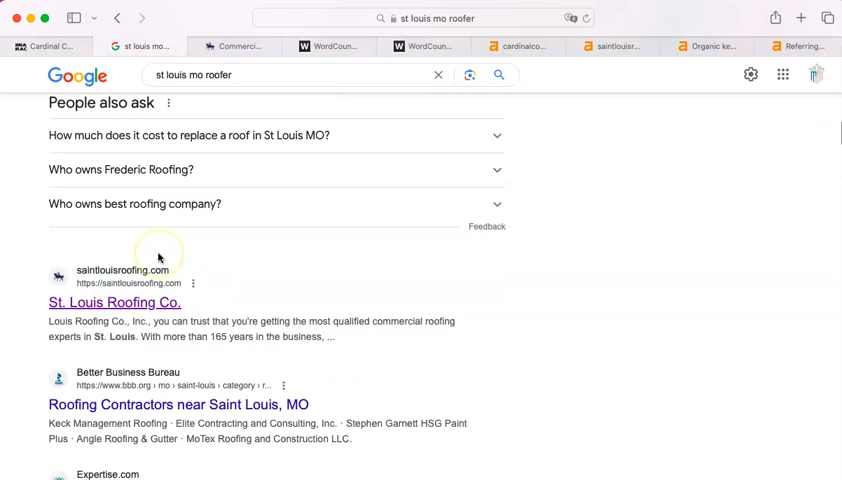 st louis mo roofer
Cardinal C...
st louis mo...
Commerci...
WordCoun...
WordCoun...
cardinalco...
saintlouisr...
Organic ke...
Referring...
Google
st louis mo roofer
People also ask
How much does it cost to replace a roof in St Louis MO?
Who owns Frederic Roofing?
Who owns best roofing company?
Feedback
saintlouisroofing.com
https://saintlouisroofing.com
St. Louis Roofing Co.
Louis Roofing Co., Inc., you can trust that you're getting the most qualified commercial roofing
experts in St. Louis. With more than 165 years in the business, ...
Better Business Bureau
https://www.bbb.org › mo › saint-louis › category › r...
Roofing Contractors near Saint Louis, MO
Keck Management Roofing · Elite Contracting and Consulting, Inc. · Stephen Garnett HSG Paint
Plus · Angle Roofing & Gutter · MoTex Roofing and Construction LLC.
Expertise.com